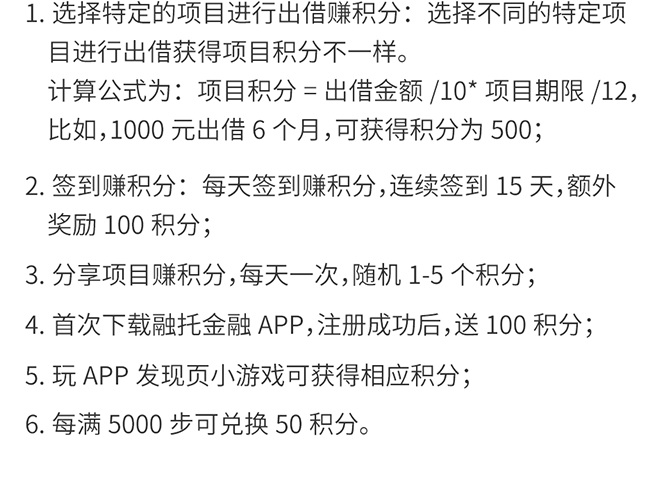 1. 选择特定的项目进行出借赚积分：选择不同的特定项
目进行出借获得项目积分不一样。
计算公式为：项目积分 = 出借金额 /10* 项目期限 /12，
比如，1000 元出借 6 个月，可获得积分为 500；
2. 签到赚积分：每天签到赚积分，连续签到 15 天，额外
奖励 100 积分；
3. 分享项目赚积分，每天一次，随机 1-5 个积分；
4. 首次下载融托金融 APP，注册成功后，送 100 积分；
5. 玩 APP 发现页小游戏可获得相应积分；
6. 每满 5000 步可兑换 50 积分。